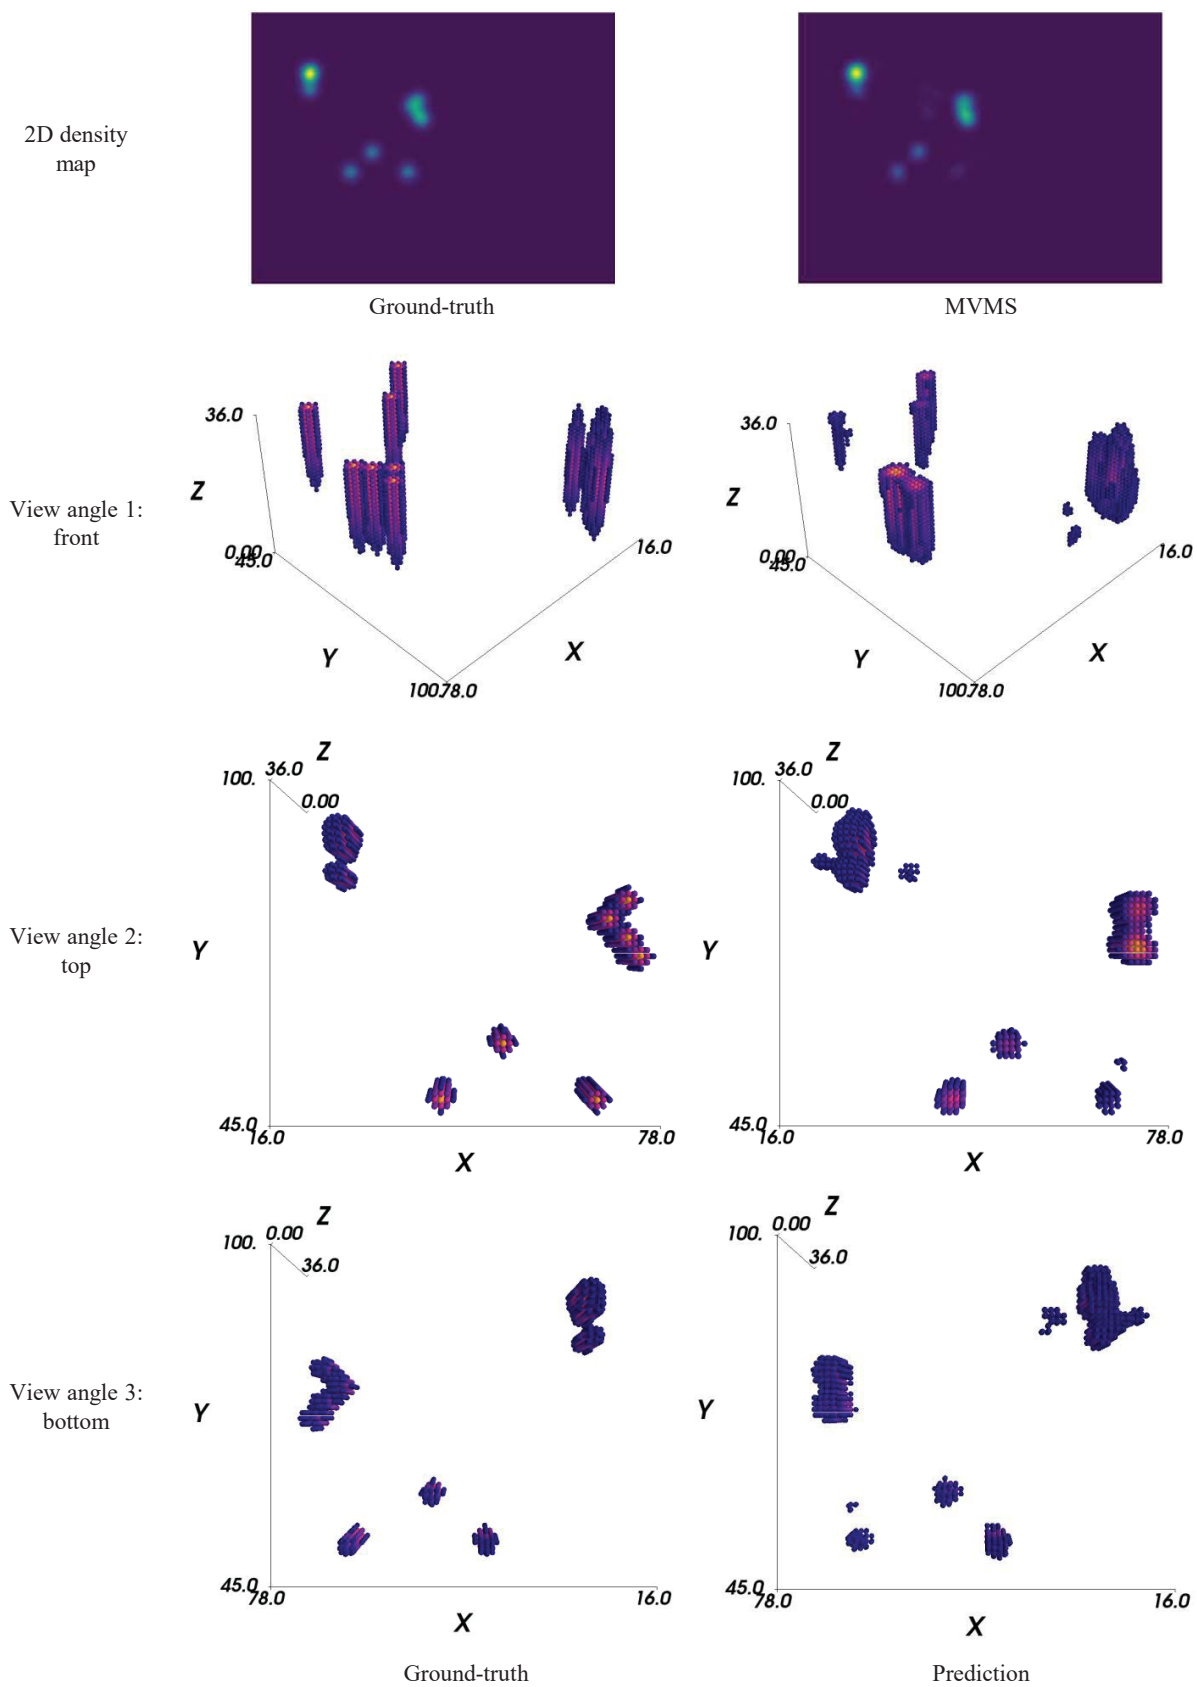 2D density
map
Ground-truth
MVMS
View angle 1:
front
36.0
Z
0.00
45.0
Y
100.
78.0
X
16.0
36.0
Z
0.00
45.0
Y
100.
78.0
X
16.0
View angle 2:
top
Z
100.
36.0
0.00
Y
45.0
16.0
X
78.0
Z
100.
36.0
0.00
Y
45.0
16.0
X
78.0
View angle 3:
bottom
Z
100.
0.00
36.0
Y
45.0
78.0
X
16.0
Z
100.
0.00
36.0
Y
45.0
78.0
X
16.0
Ground-truth
Prediction